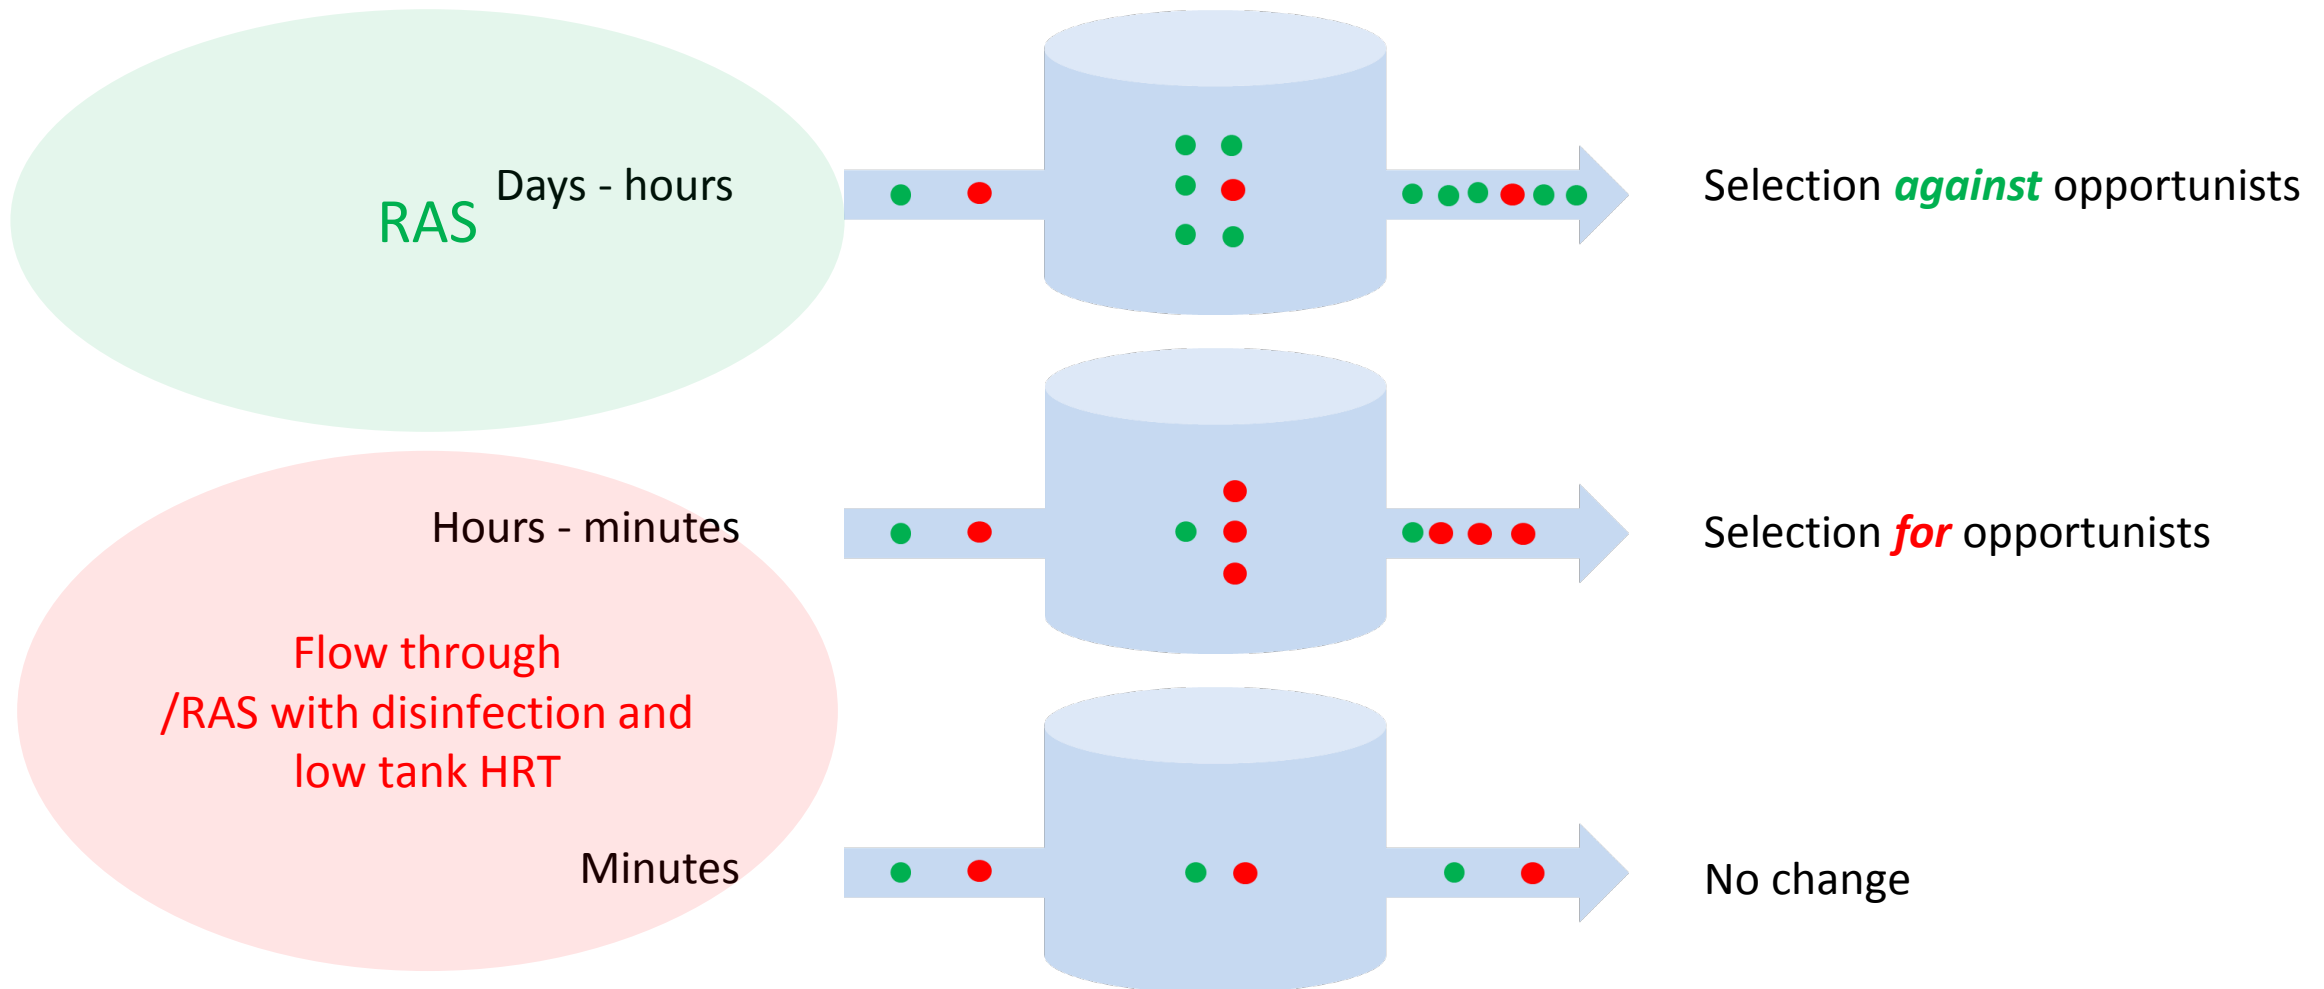 RAS
Days - hours
Selection against opportunists
Hours - minutes
Selection for opportunists
Flow through
/RAS with disinfection and
low tank HRT
Minutes
No change